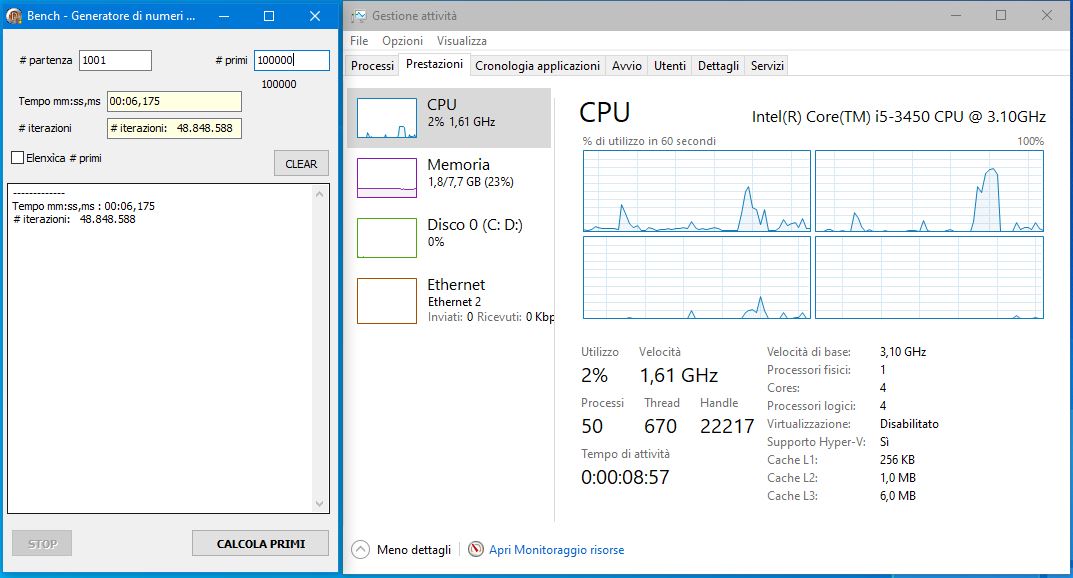 Bench - Generatore di numeri ...
# partenza 1001 # primi 100000
100000
Tempo mm:ss,ms 00:06,175
# iterazioni # iterazioni: 48.848.588
Elenxìca # primi
CLEAR
-------------
Tempo mm:ss,ms : 00:06,175
# iterazioni: 48.848.588
STOP
CALCOLA PRIMI
Gestione attività
File Opzioni Visualizza
Processi Prestazioni Cronologia applicazioni Avvio Utenti Dettagli Servizi
CPU
2% 1,61 GHz
Memoria
1,8/7,7 GB (23%)
Disco 0 (C: D:)
0%
Ethernet
Ethernet 2
Inviati: 0 Ricevuti: 0 Kbp
CPU Intel(R) Core(TM) i5-3450 CPU @ 3.10GHz
% di utilizzo in 60 secondi 100%
Utilizzo Velocità
2% 1,61 GHz
Processi Thread Handle
50 670 22217
Tempo di attività
0:00:08:57
Velocità di base: 3,10 GHz
Processori fisici: 1
Cores: 4
Processori logici: 4
Virtualizzazione: Disabilitato
Supporto Hyper-V: Sì
Cache L1: 256 KB
Cache L2: 1,0 MB
Cache L3: 6,0 MB
Meno dettagli Apri Monitoraggio risorse